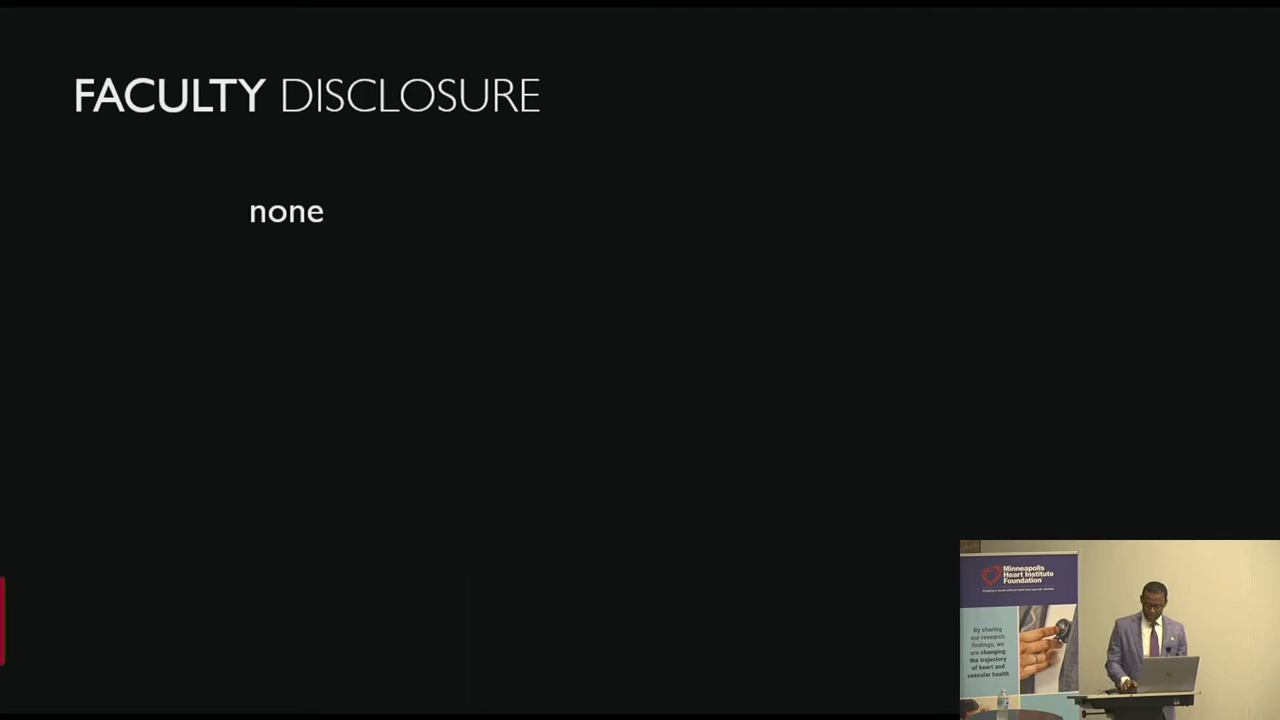 FACULTY DISCLOSURE
none
Minneapolis
Heart Institute
Foundation
By sharing
our research
findings, we
are changing
the trajectory
of heart and
vascular health